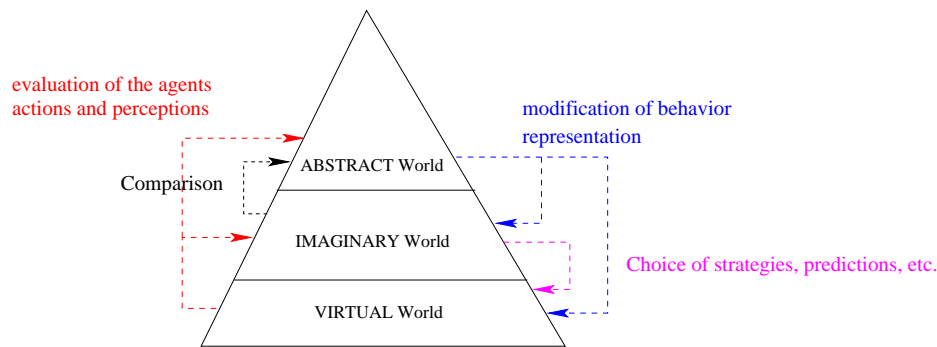 evaluation of the agents
actions and perceptions
modification of behavior
representation
ABSTRACT World
Comparison
IMAGINARY World
Choice of strategies, predictions, etc.
VIRTUAL World